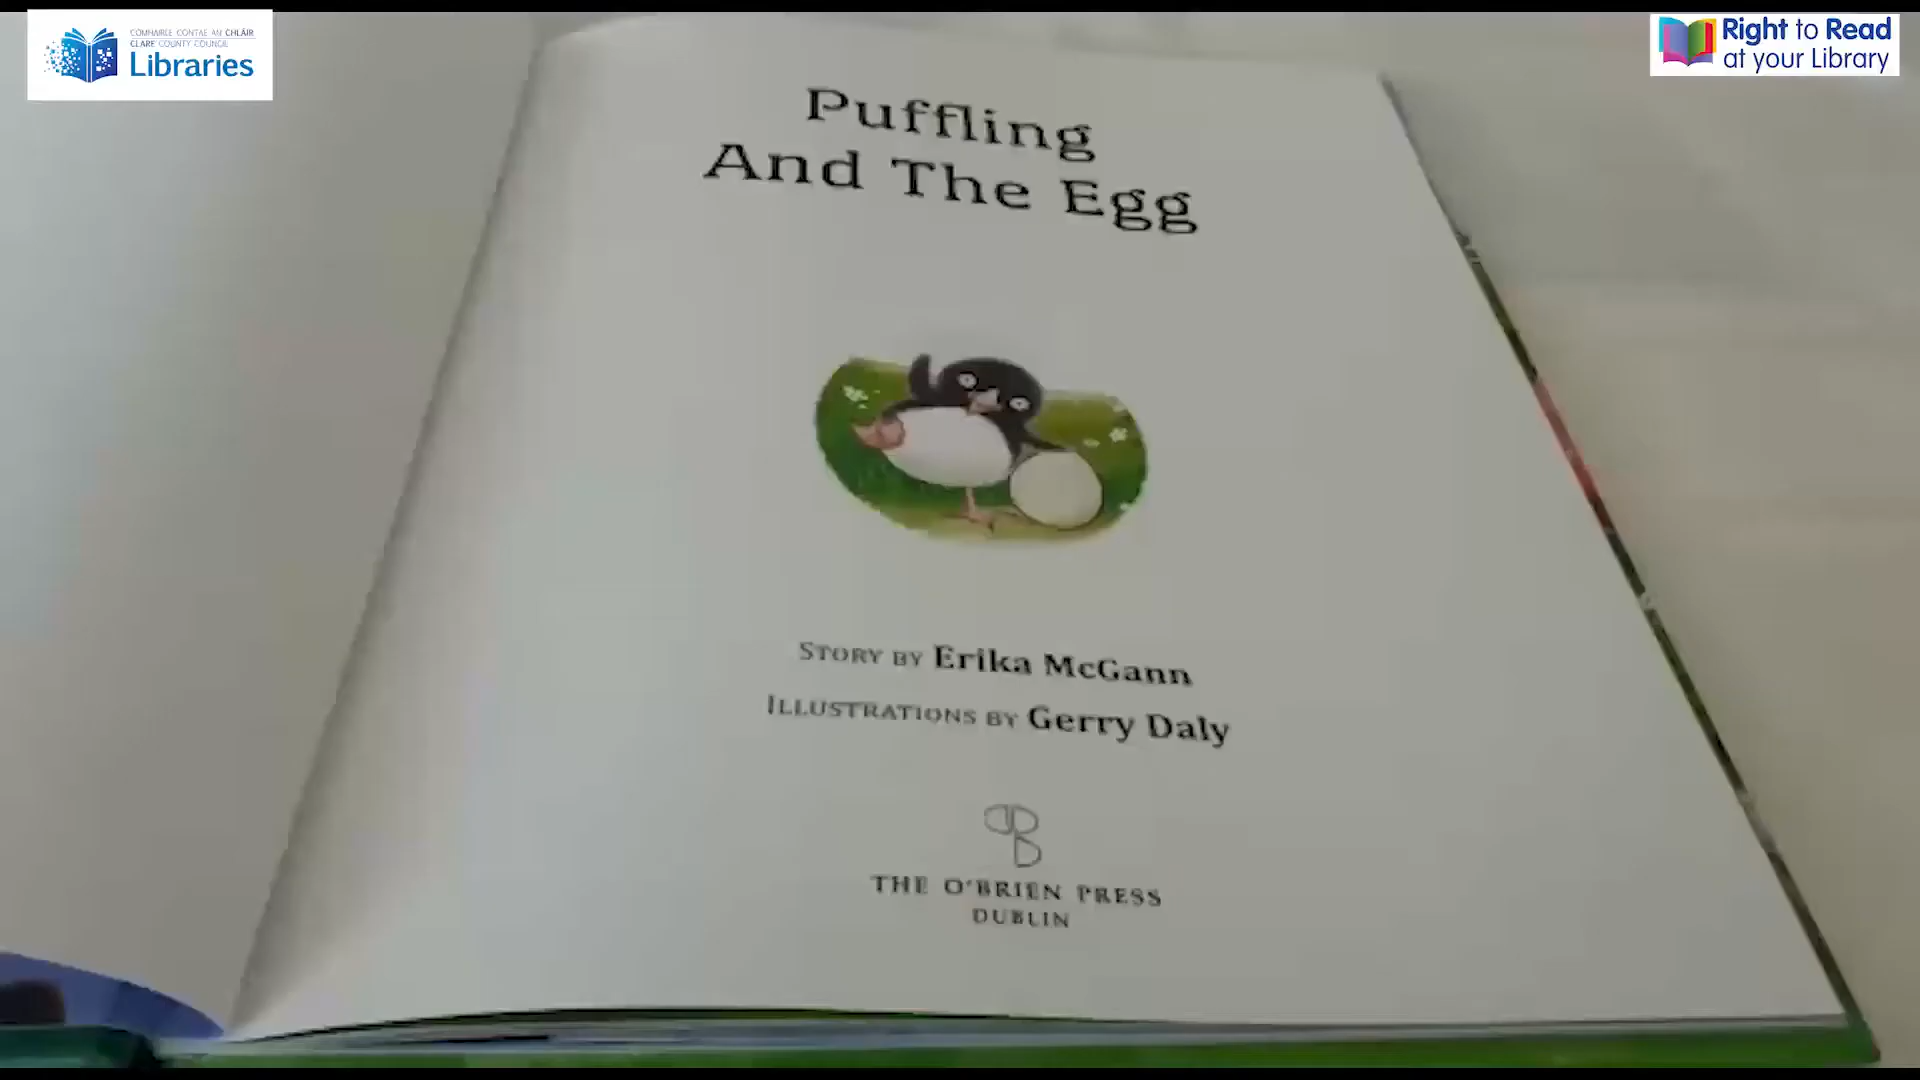 COMHAIRLE CONTAE AN CHLÁIR
CLARE COUNTY COUNCIL
Libraries
Right to Read
at your Library
Puffling
And The Egg
STORY BY Erika McGann
ILLUSTRATIONS BY Gerry Daly
THE O'BRIEN PRESS
DUBLIN